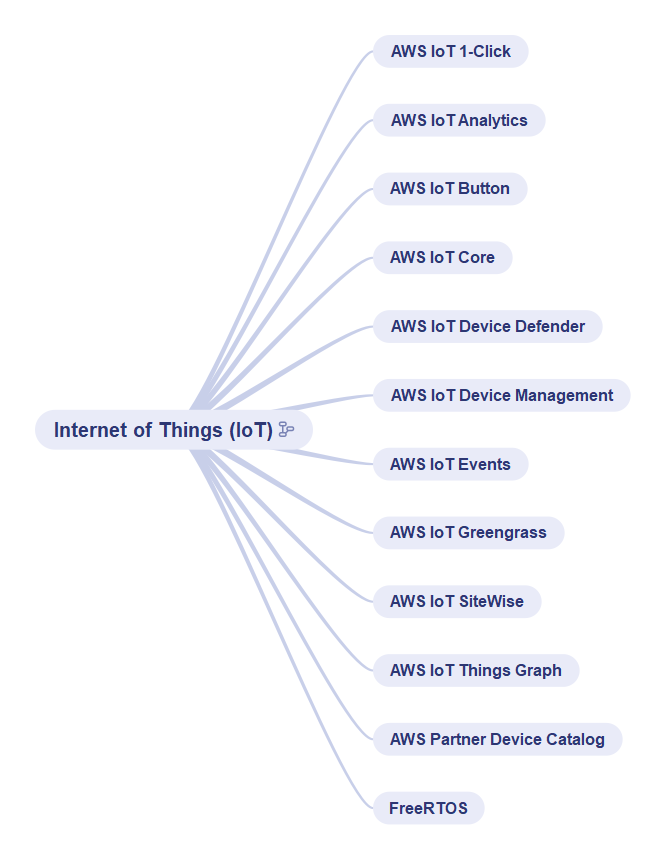 AWS IoT 1-Click
AWS IoT Analytics
AWS IoT Button
AWS IoT Core
AWS IoT Device Defender
AWS IoT Device Management
Internet of Things (IoT)
AWS IoT Events
AWS IoT Greengrass
AWS IoT SiteWise
AWS IoT Things Graph
AWS Partner Device Catalog
FreeRTOS